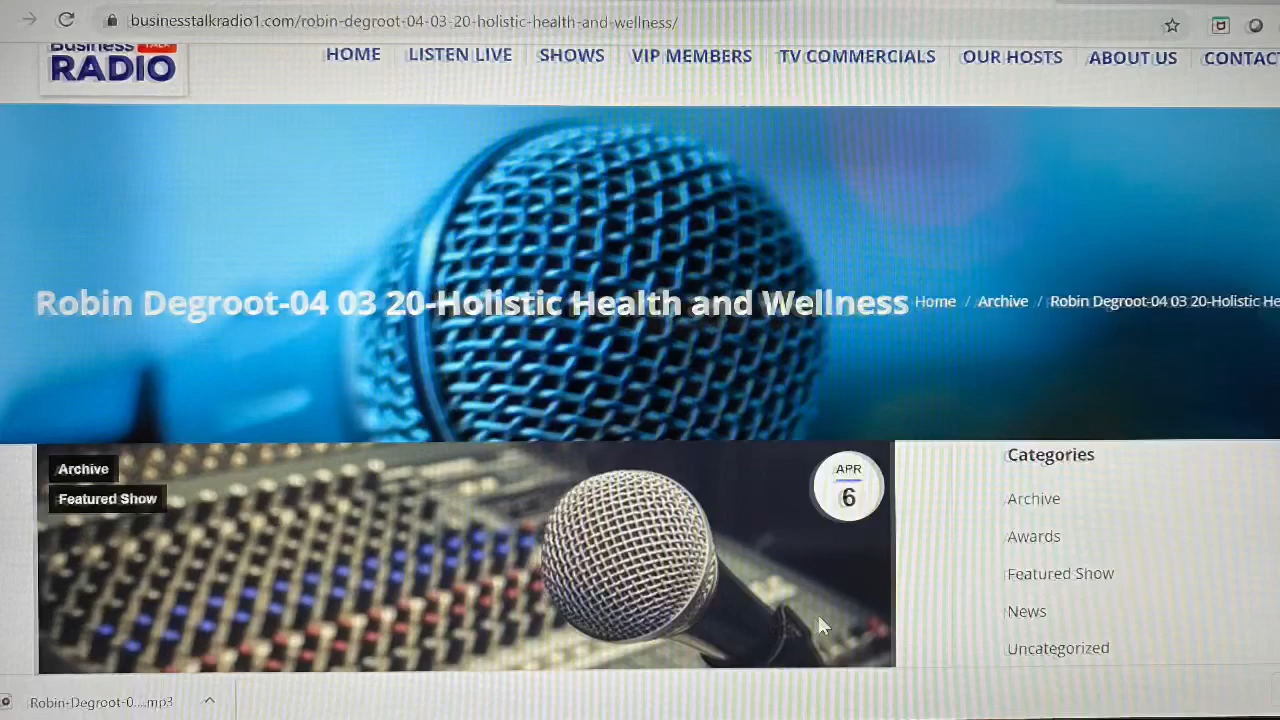 businesstalkradio1.com/robin-degroot-04-03-20-holistic-health-and-wellness/
Business TALK
RADIO
HOME
LISTEN LIVE
SHOWS
VIP MEMBERS
TV COMMERCIALS
OUR HOSTS
ABOUT US
CONTAC
Robin Degroot-04 03 20-Holistic Health and Wellness
Home / Archive / Robin Degroot-04 03 20-Holistic He
Archive
Featured Show
APR
6
Categories
Archive
Awards
Featured Show
News
Uncategorized
Robin-Degroot-0....mp3